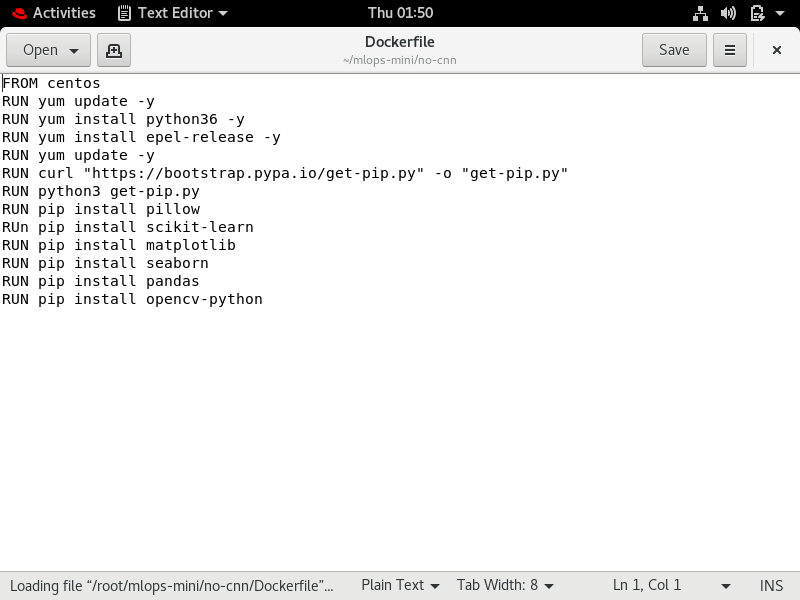 Activities Text Editor Thu 01:50
Open Dockerfile Save
~/mlops-mini/no-cnn
FROM centos
RUN yum update -y
RUN yum install python36 -y
RUN yum install epel-release -y
RUN yum update -y
RUN curl "https://bootstrap.pypa.io/get-pip.py" -o "get-pip.py"
RUN python3 get-pip.py
RUN pip install pillow
RUn pip install scikit-learn
RUN pip install matplotlib
RUN pip install seaborn
RUN pip install pandas
RUN pip install opencv-python
Loading file “/root/mlops-mini/no-cnn/Dockerfile”... Plain Text Tab Width: 8 Ln 1, Col 1 INS